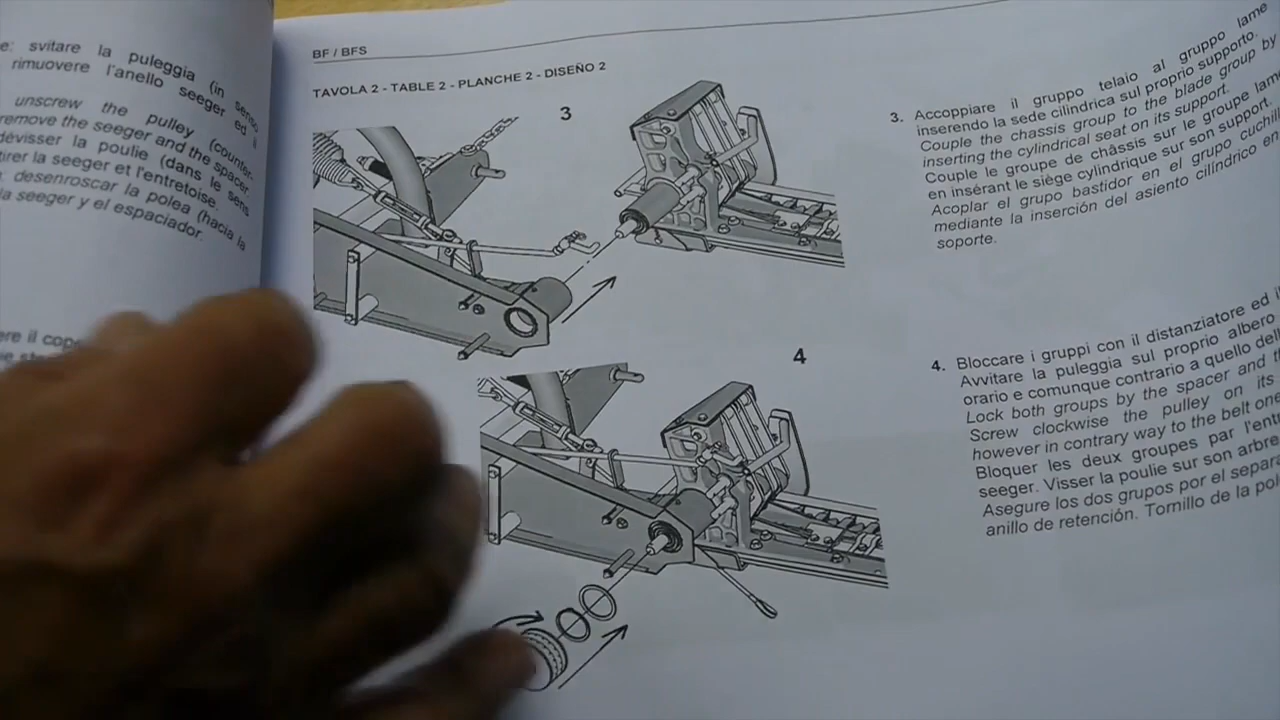 e: svitare la puleggia (in senso
rimuovere l'anello seeger ed il
unscrew the pulley (counter-
remove the seeger and the spacer.
dévisser la poulie (dans le sens
tirer la seeger et l'entretoise.
desenroscar la polea (hacia la
la seeger y el espaciador.
ere il cope
BF / BFS
TAVOLA 2 - TABLE 2 - PLANCHE 2 - DISEÑO 2
3
3. Accoppiare il gruppo telaio al gruppo lame
inserendo la sede cilindrica sul proprio supporto.
Couple the chassis group to the blade group by
inserting the cylindrical seat on its support.
Couple le groupe de châssis sur le groupe lame
en insérant le siège cylindrique sur son support.
Acoplar el grupo bastidor en el grupo cuchill
mediante la inserción del asiento cilíndrico en
soporte.
4
4. Bloccare i gruppi con il distanziatore ed il
Avvitare la puleggia sul proprio albero
orario e comunque contrario a quello dell
Lock both groups by the spacer and t
Screw clockwise the pulley on its
however in contrary way to the belt one
Bloquer les deux groupes par l'ent
seeger. Visser la poulie sur son arbre
Asegure los dos grupos por el separa
anillo de retención. Tornillo de la pol